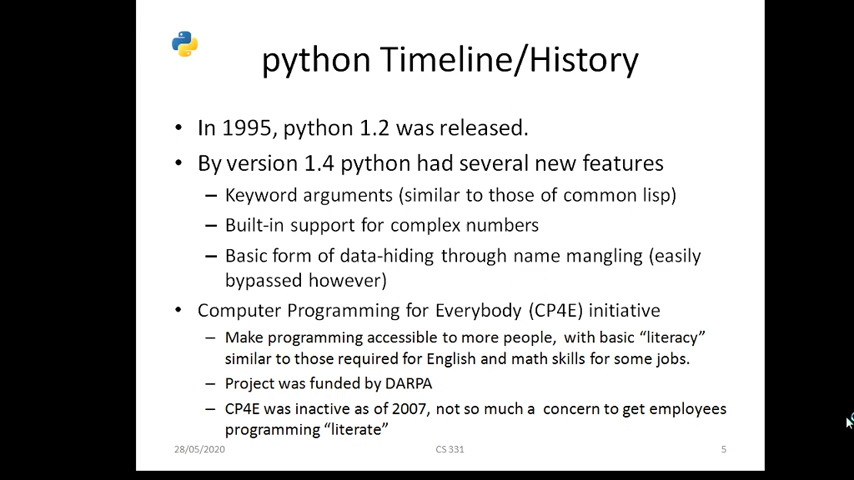 python Timeline/History
• In 1995, python 1.2 was released.
• By version 1.4 python had several new features
– Keyword arguments (similar to those of common lisp)
– Built-in support for complex numbers
– Basic form of data-hiding through name mangling (easily
bypassed however)
• Computer Programming for Everybody (CP4E) initiative
– Make programming accessible to more people, with basic “literacy”
similar to those required for English and math skills for some jobs.
– Project was funded by DARPA
– CP4E was inactive as of 2007, not so much a concern to get employees
programming “literate”
28/05/2020 CS 331 5